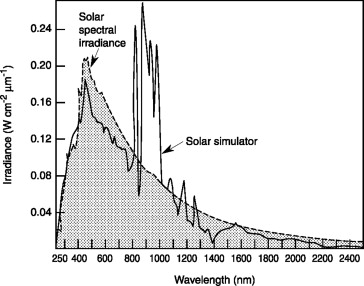 Solar
spectral
irradiance
Solar simulator
Irradiance (W cm-2 μm-1)
0.24
0.20
0.16
0.12
0.08
0.04
250 400 600 800 1000 1200 1400 1600 1800 2000 2200 2400
Wavelength (nm)